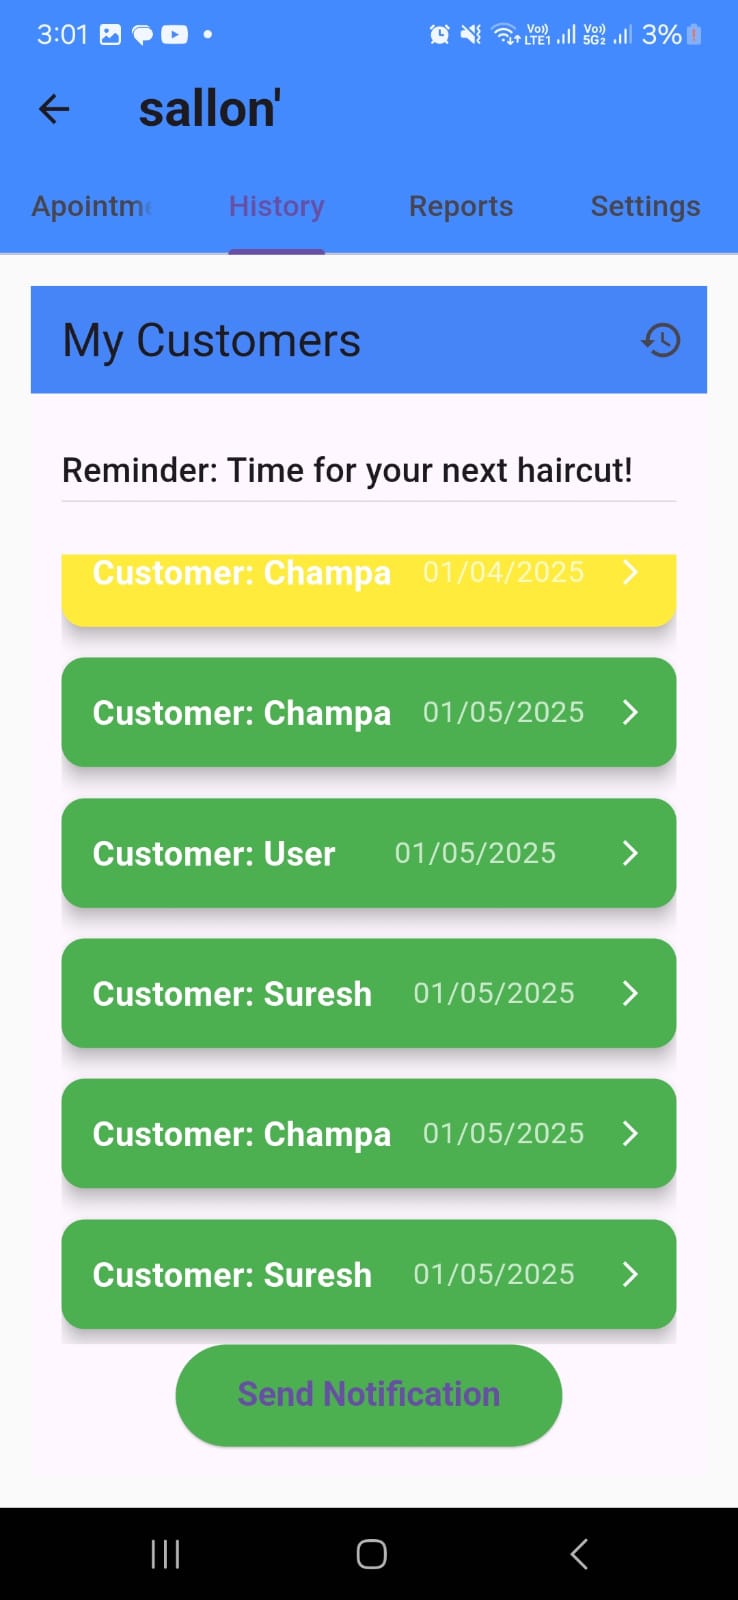 3:01 Vo)) LTE1 Vo)) 5G2 3%
sallon'
Apointme History Reports Settings
My Customers
Reminder: Time for your next haircut!
Customer: Champa 01/04/2025
Customer: Champa 01/05/2025
Customer: User 01/05/2025
Customer: Suresh 01/05/2025
Customer: Champa 01/05/2025
Customer: Suresh 01/05/2025
Send Notification